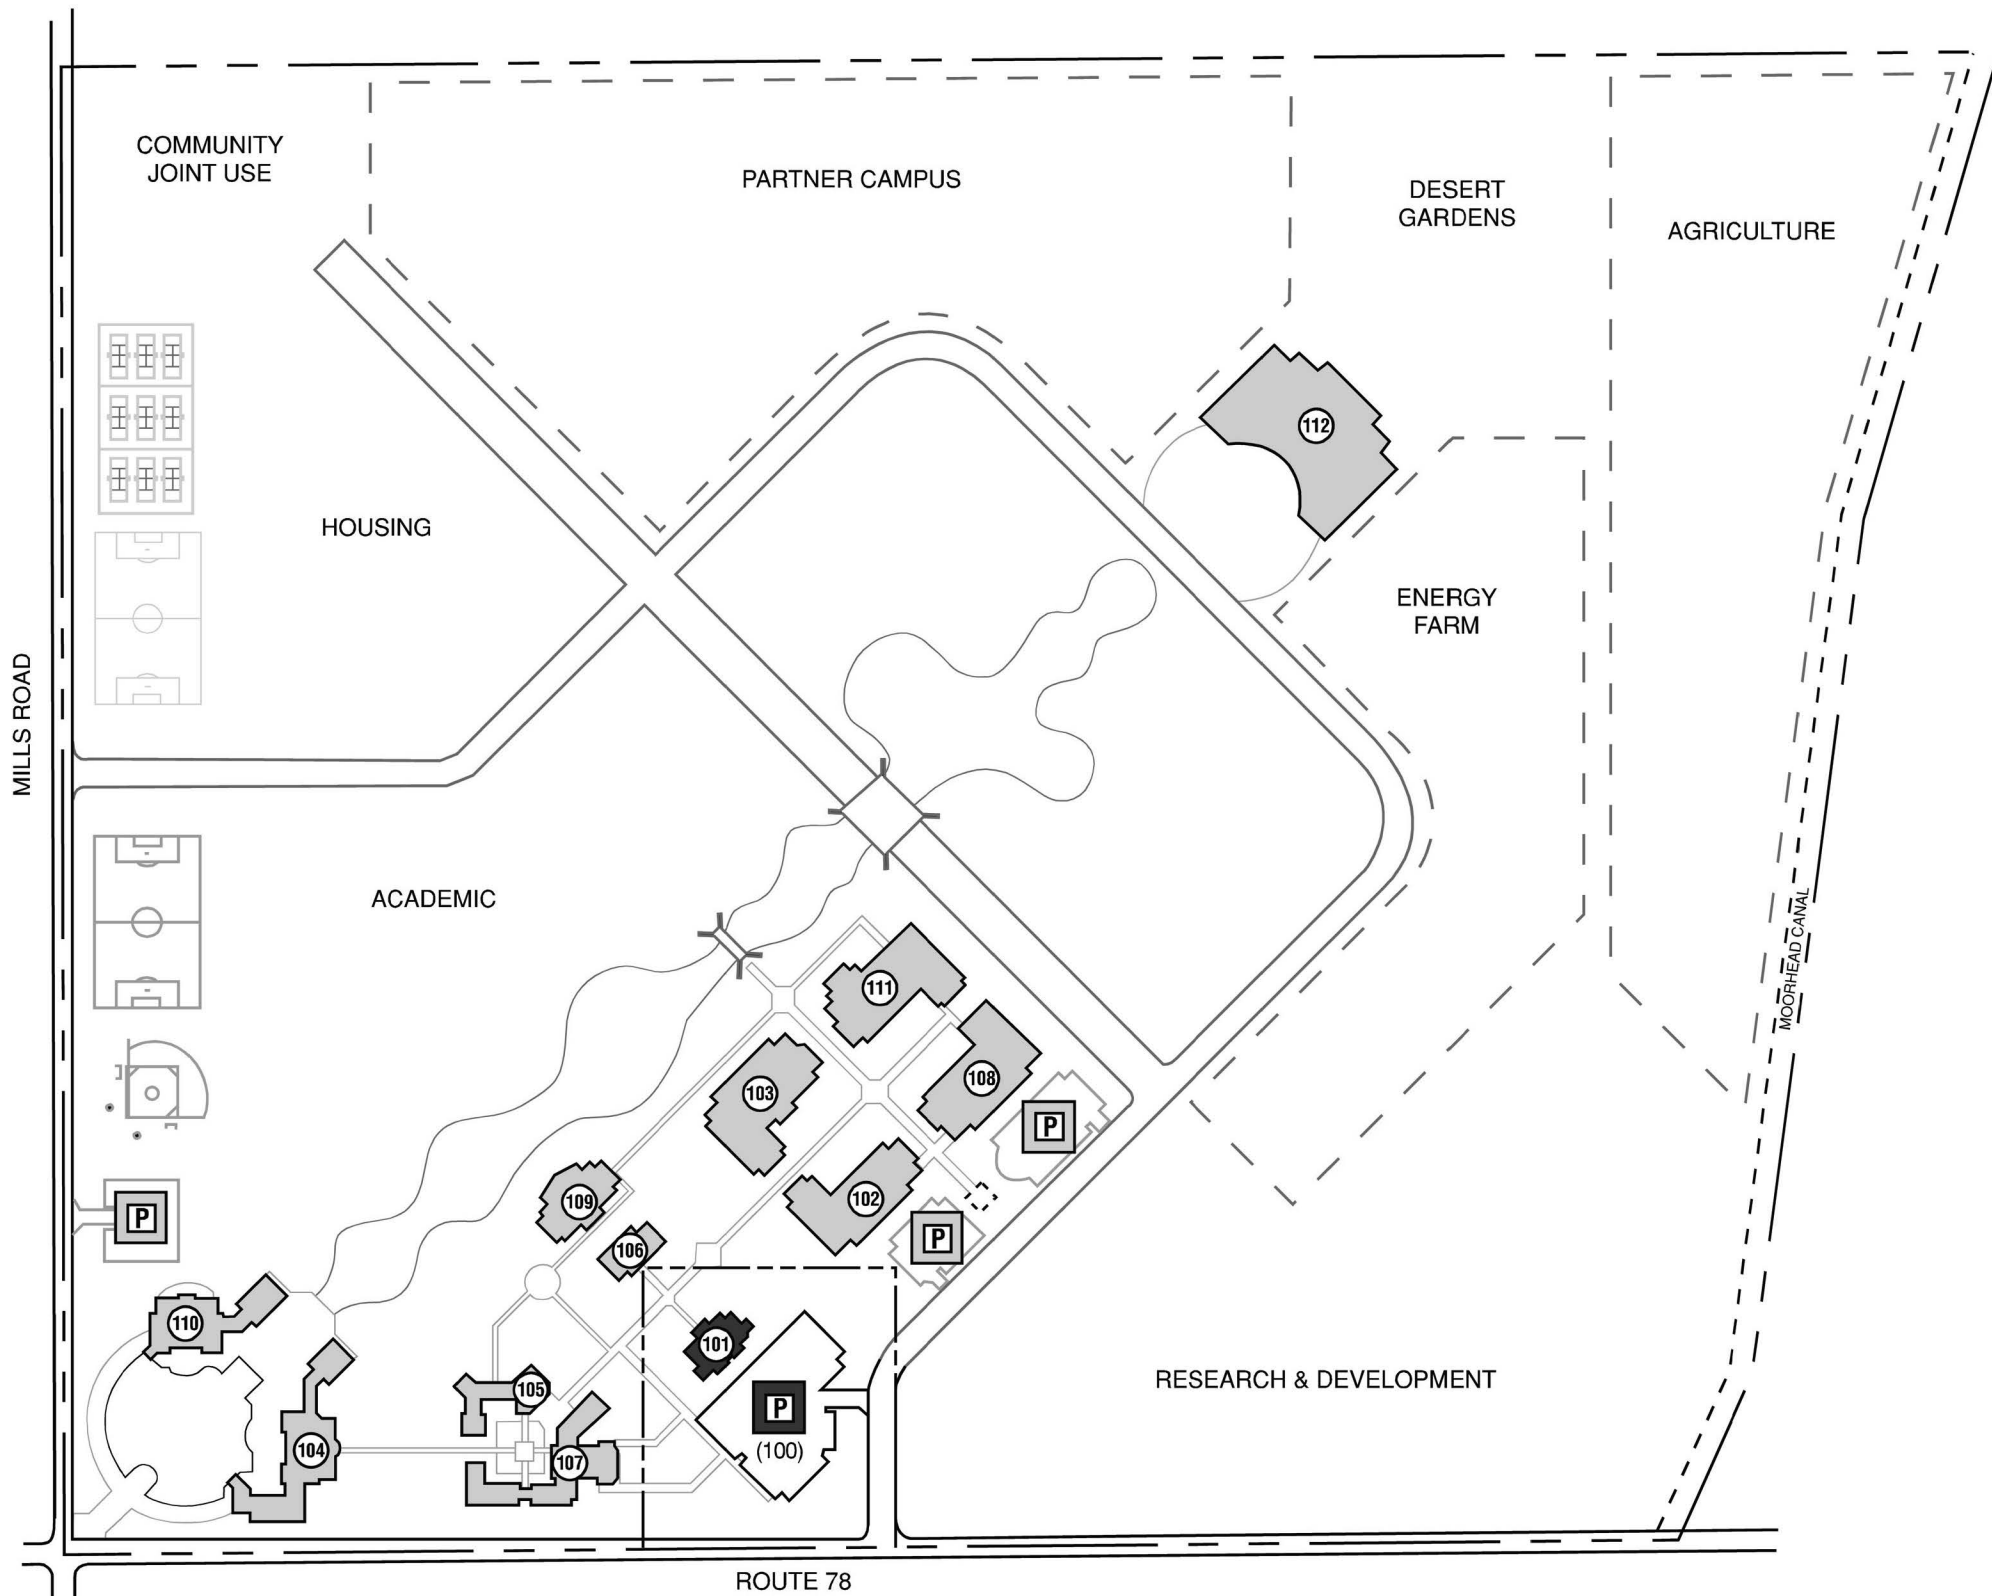 COMMUNITY
JOINT USE
PARTNER CAMPUS
DESERT
GARDENS
AGRICULTURE
112
HOUSING
ENERGY
FARM
MILLS ROAD
ACADEMIC
MOORHEAD CANAL
111
108
103
P
109
102
P
106
P
110
101
105
RESEARCH & DEVELOPMENT
P
(100)
104
107
ROUTE 78